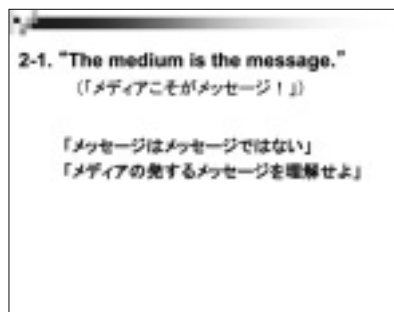 2-1. "The medium is the message."
(「メディアこそがメッセージ！」)
「メッセージはメッセージではない」
「メディアの発するメッセージを理解せよ」